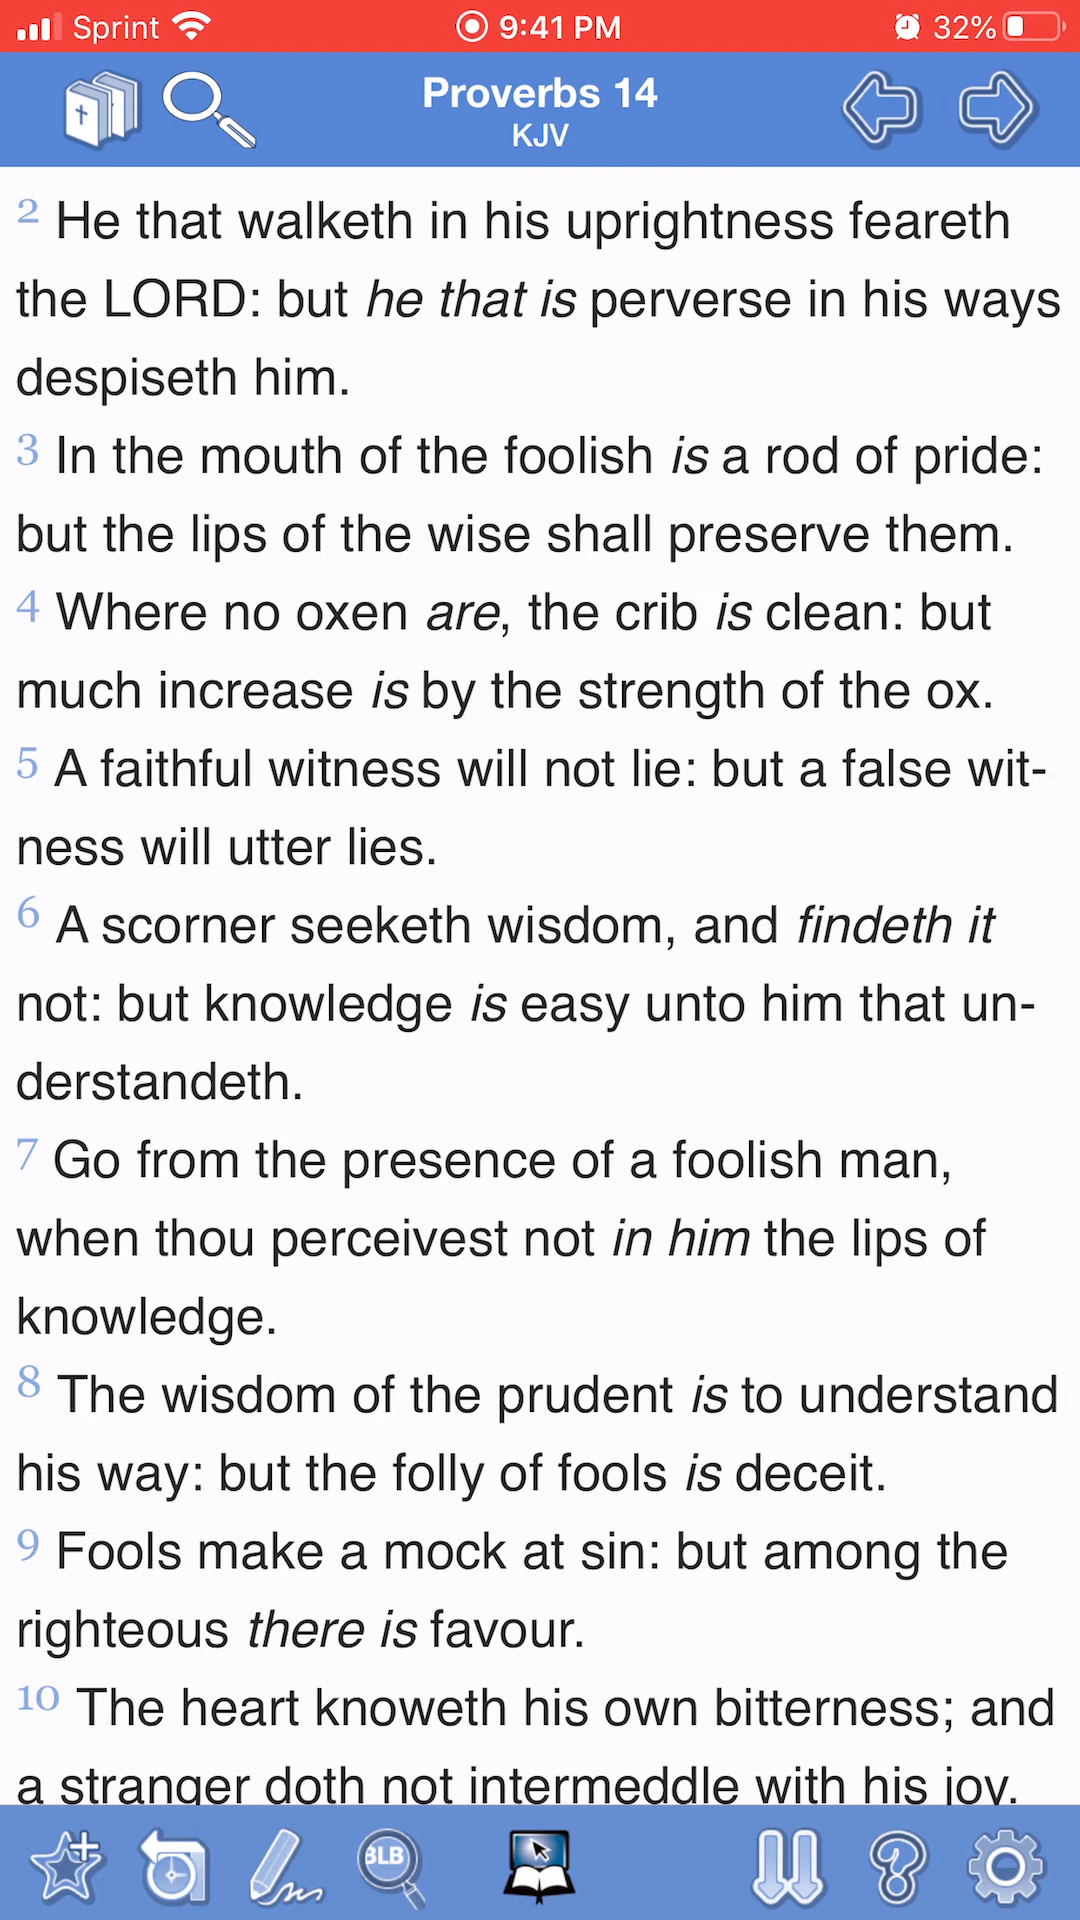 Sprint 9:41 PM 32%
Proverbs 14
KJV
2 He that walketh in his uprightness feareth
the LORD: but he that is perverse in his ways
despiseth him.
3 In the mouth of the foolish is a rod of pride:
but the lips of the wise shall preserve them.
4 Where no oxen are, the crib is clean: but
much increase is by the strength of the ox.
5 A faithful witness will not lie: but a false wit-
ness will utter lies.
6 A scorner seeketh wisdom, and findeth it
not: but knowledge is easy unto him that un-
derstandeth.
7 Go from the presence of a foolish man,
when thou perceivest not in him the lips of
knowledge.
8 The wisdom of the prudent is to understand
his way: but the folly of fools is deceit.
9 Fools make a mock at sin: but among the
righteous there is favour.
10 The heart knoweth his own bitterness; and
a stranger doth not intermeddle with his joy.
BLB